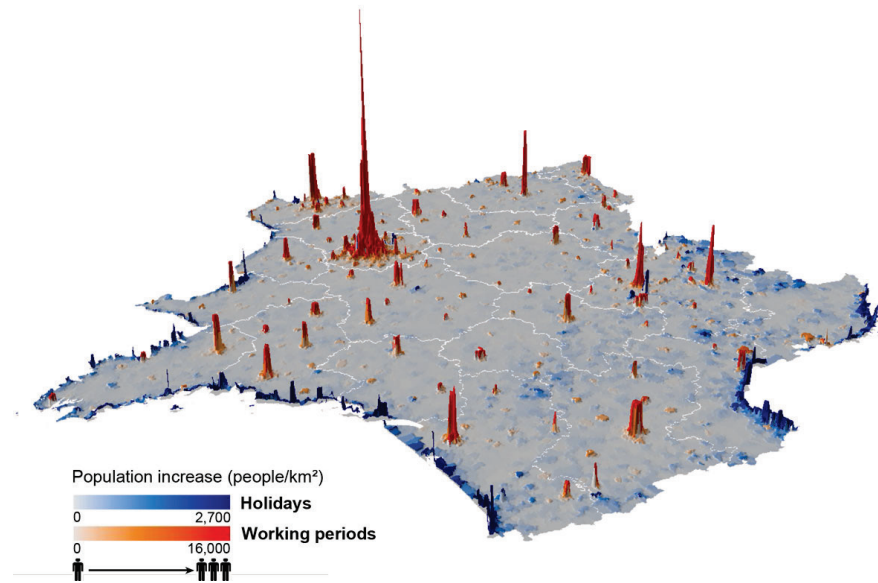 Population increase (people/km²)
Holidays
0 2,700
Working periods
0 16,000